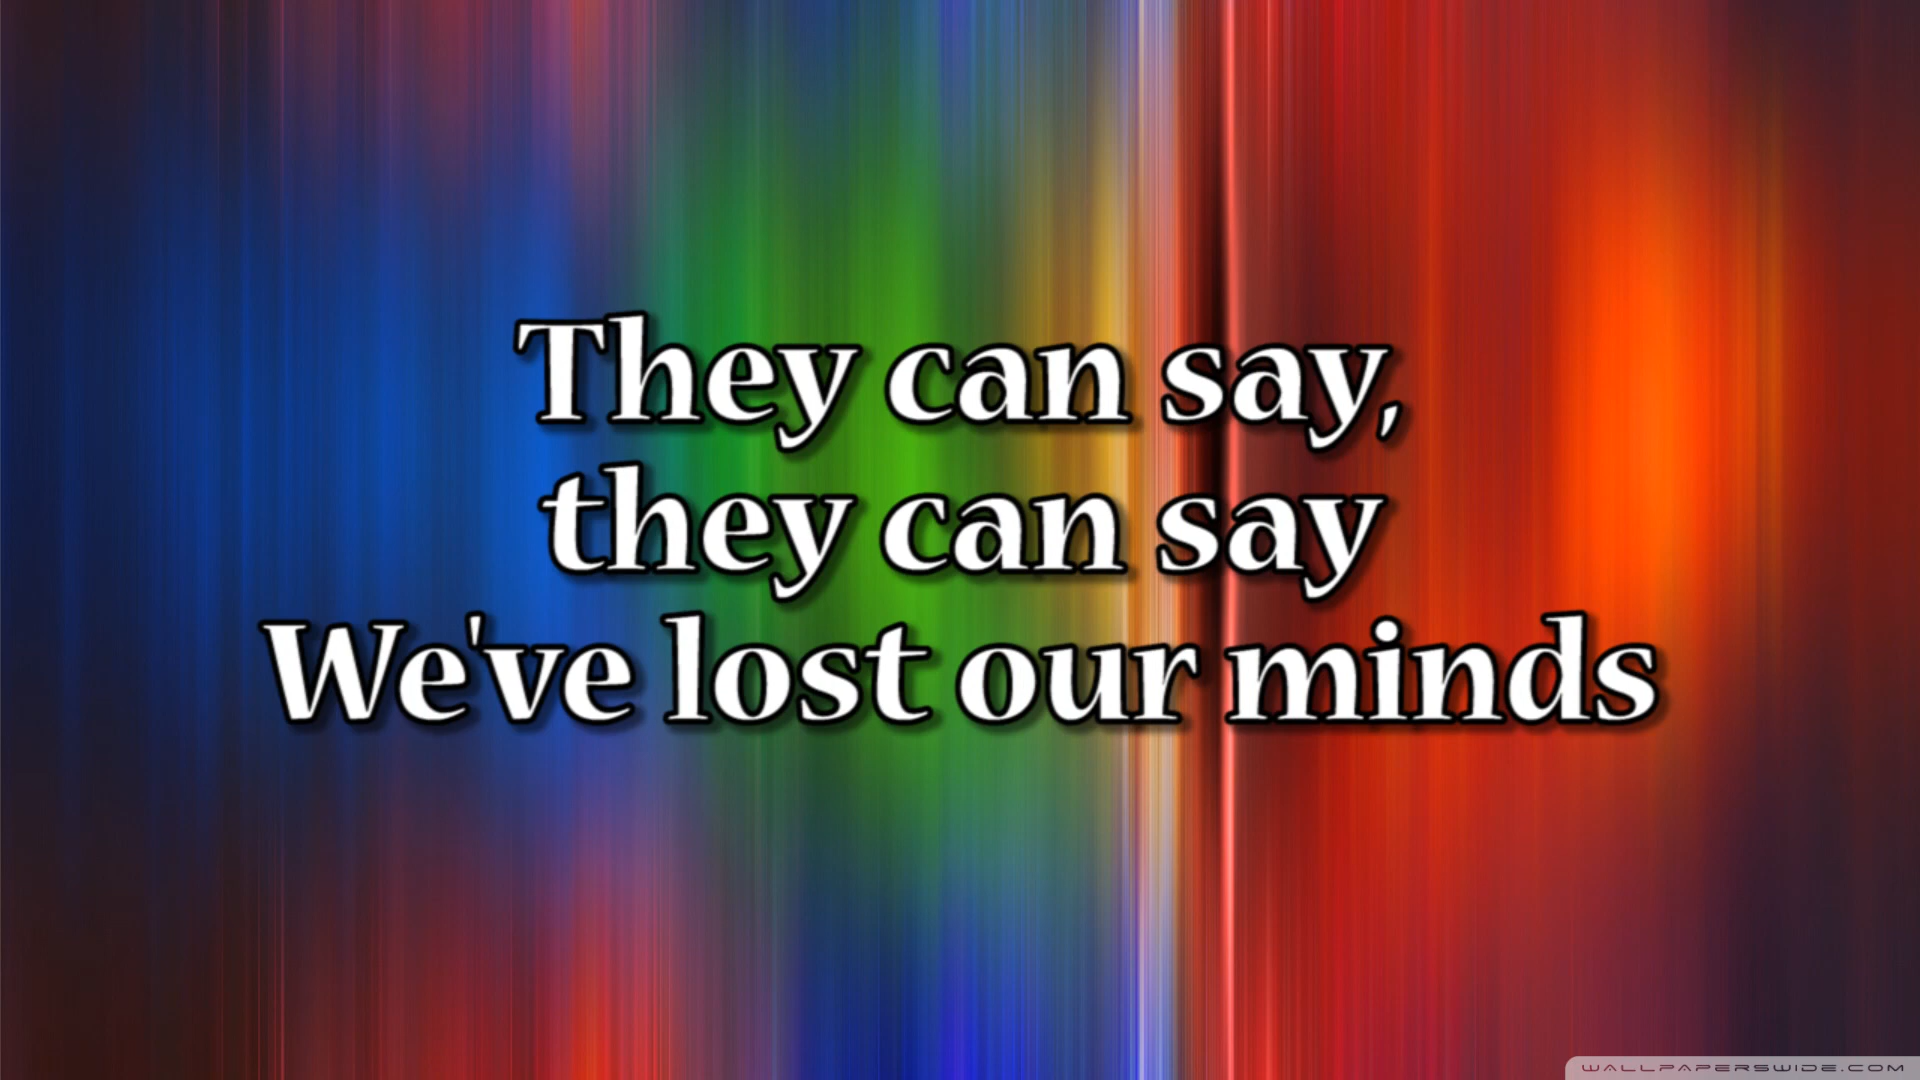 They can say,
they can say
We've lost our minds
WALLPAPERSWIDE.COM